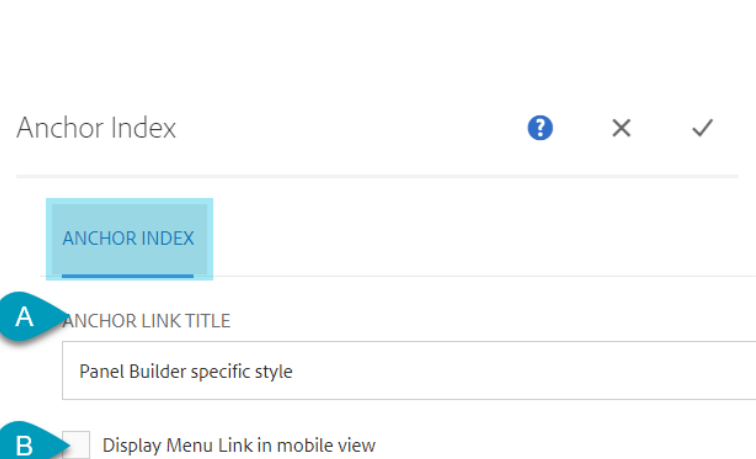 Anchor Index
?
ANCHOR INDEX
A
ANCHOR LINK TITLE
Panel Builder specific style
B
Display Menu Link in mobile view